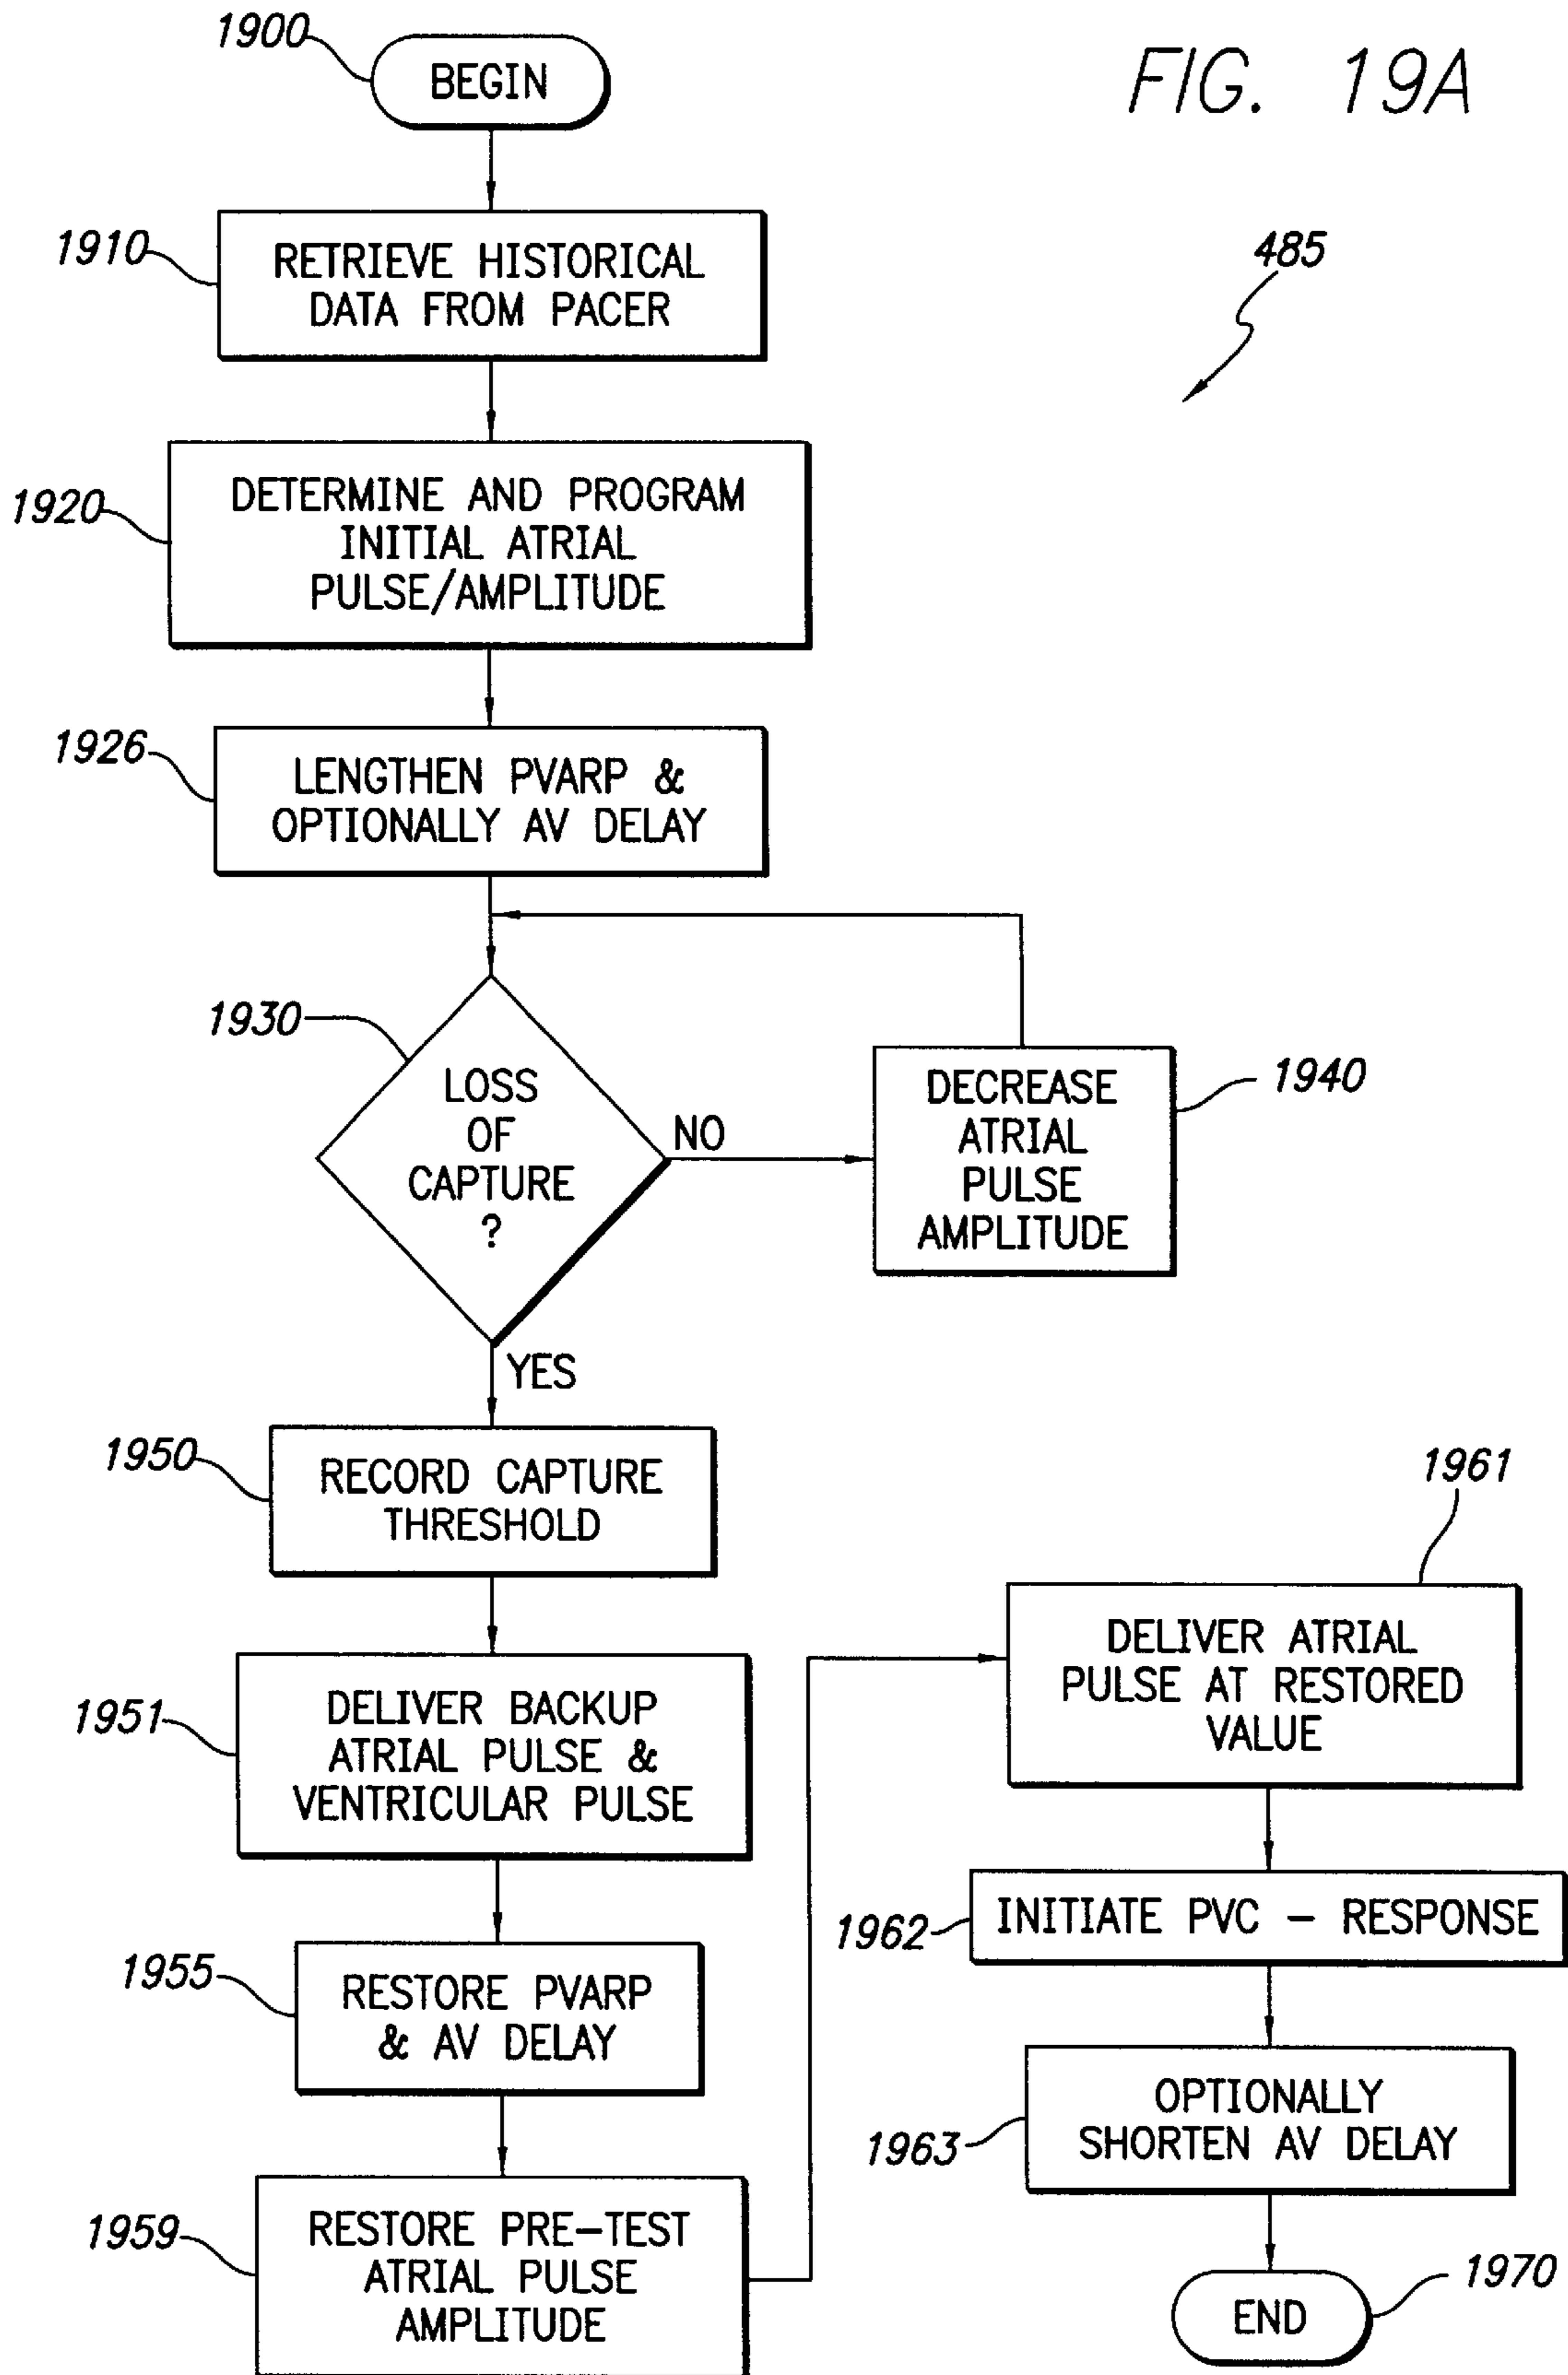 FIG. 19A
485
1900
BEGIN
1910
RETRIEVE HISTORICAL
DATA FROM PACER
1920
DETERMINE AND PROGRAM
INITIAL ATRIAL
PULSE/AMPLITUDE
1926
LENGTHEN PVARP &
OPTIONALLY AV DELAY
1930
LOSS
OF
CAPTURE
?
NO
DECREASE
ATRIAL
PULSE
AMPLITUDE
1940
YES
1950
RECORD CAPTURE
THRESHOLD
1951
DELIVER BACKUP
ATRIAL PULSE &
VENTRICULAR PULSE
1955
RESTORE PVARP
& AV DELAY
1959
RESTORE PRE-TEST
ATRIAL PULSE
AMPLITUDE
1961
DELIVER ATRIAL
PULSE AT RESTORED
VALUE
1962
INITIATE PVC - RESPONSE
1963
OPTIONALLY
SHORTEN AV DELAY
1970
END